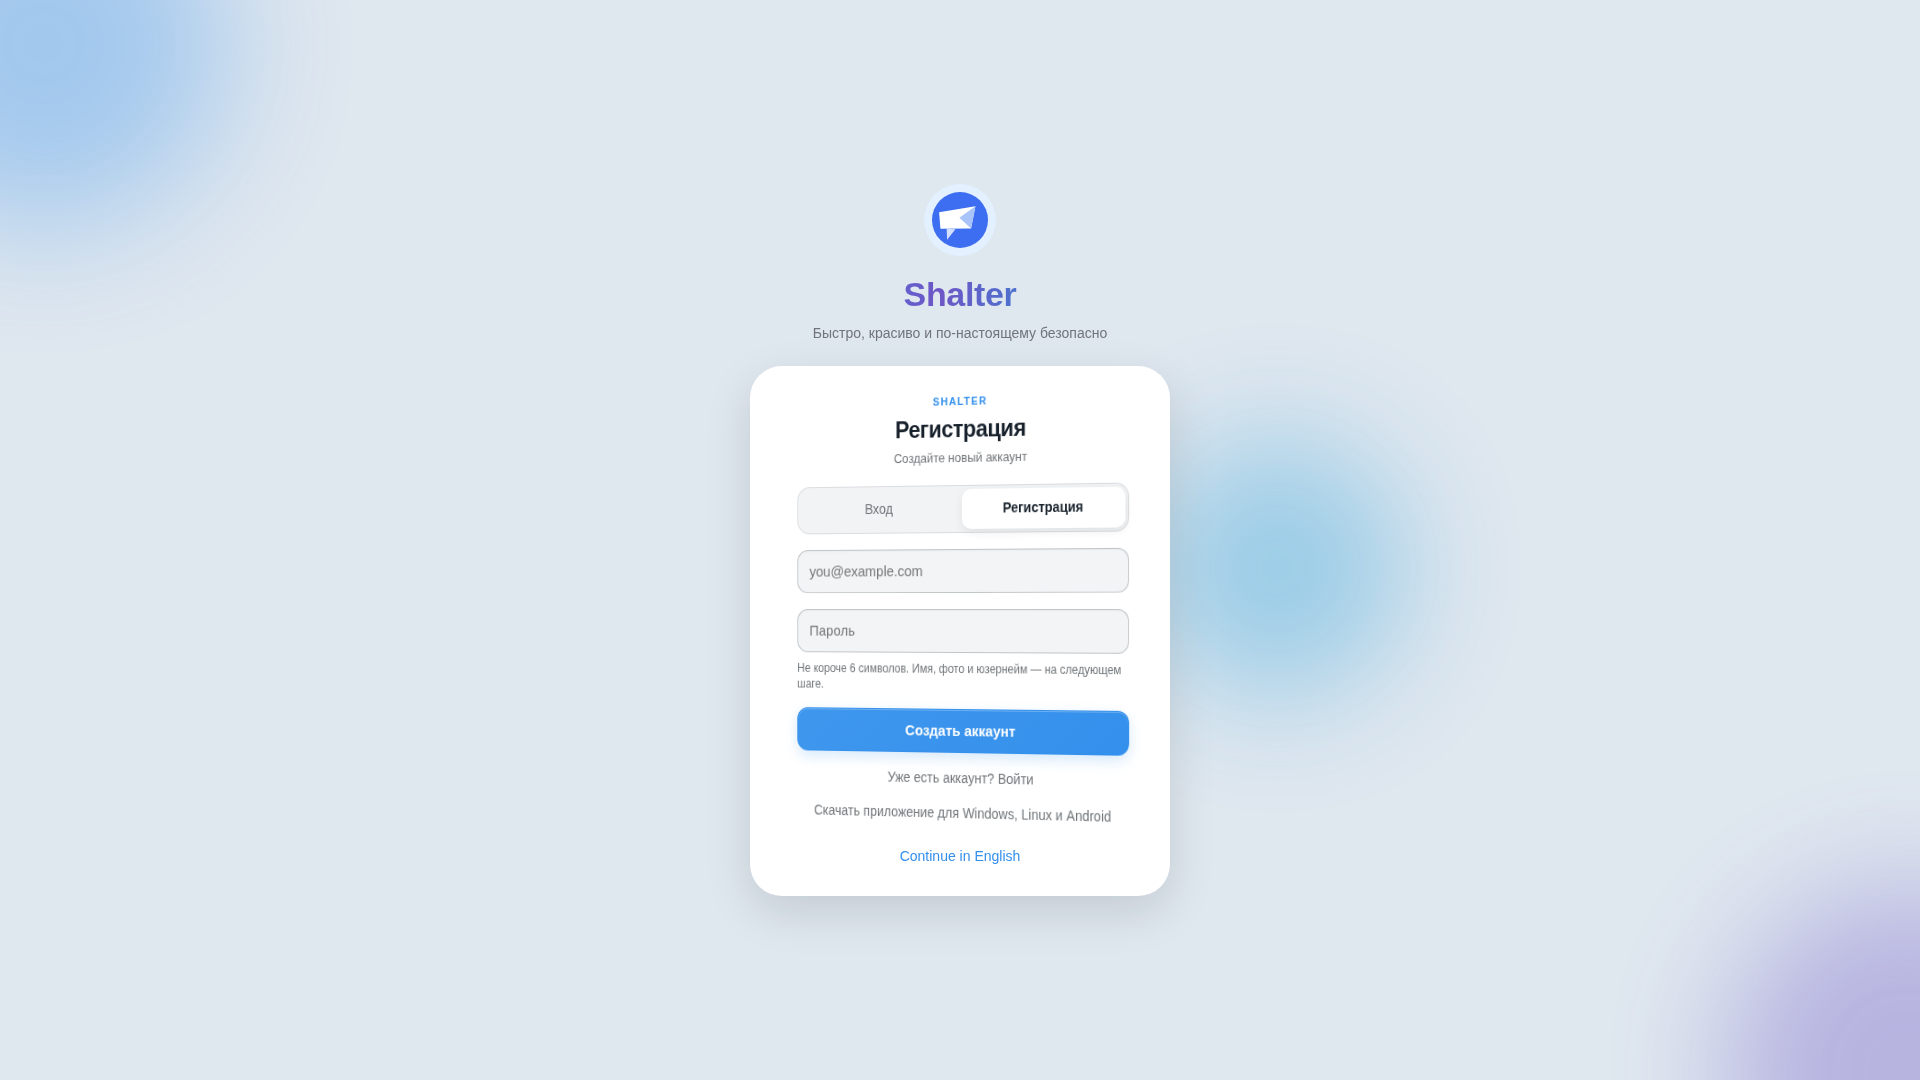 Shalter
Быстро, красиво и по-настоящему безопасно
SHALTER
Регистрация
Создайте новый аккаунт
Вход
Регистрация
you@example.com
Пароль
Не короче 6 символов. Имя, фото и юзернейм — на следующем
шаге.
Создать аккаунт
Уже есть аккаунт? Войти
Скачать приложение для Windows, Linux и Android
Continue in English